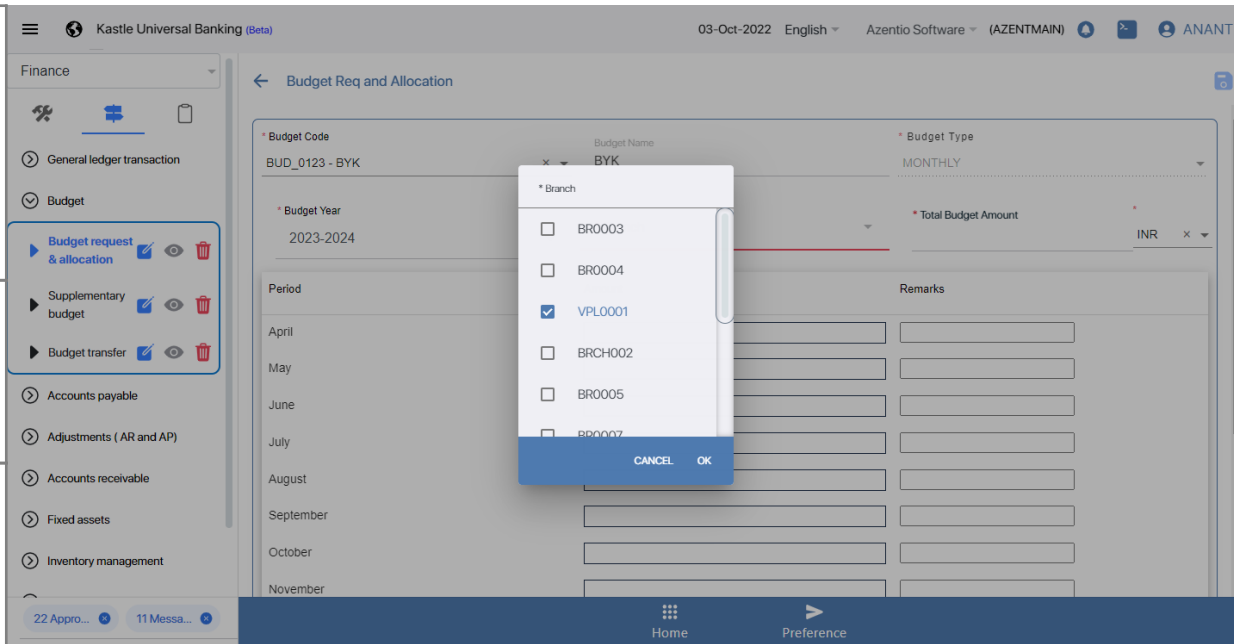 Kastle Universal Banking (Beta)
03-Oct-2022 English Azentio Software (AZENTMAIN) ANANT
Finance
Budget Req and Allocation
General ledger transaction
Budget
Budget request
& allocation
Supplementary
budget
Budget transfer
Accounts payable
Adjustments ( AR and AP)
Accounts receivable
Fixed assets
Inventory management
22 Appro...
11 Messa...
* Budget Code
BUD_0123 - BYK
Budget Name
BYK
* Budget Type
MONTHLY
* Budget Year
2023-2024
* Total Budget Amount
*
INR
Period
Remarks
April
May
June
July
August
September
October
November
* Branch
BR0003
BR0004
VPL0001
BRCH002
BR0005
BR0007
CANCEL OK
Home
Preference